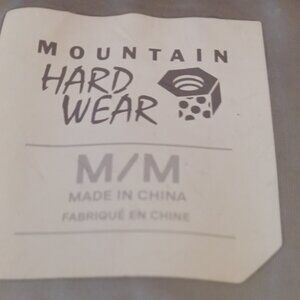 MOUNTAIN
HARD
WEAR
M/M
MADE IN CHINA
FABRIQUÉ EN CHINE